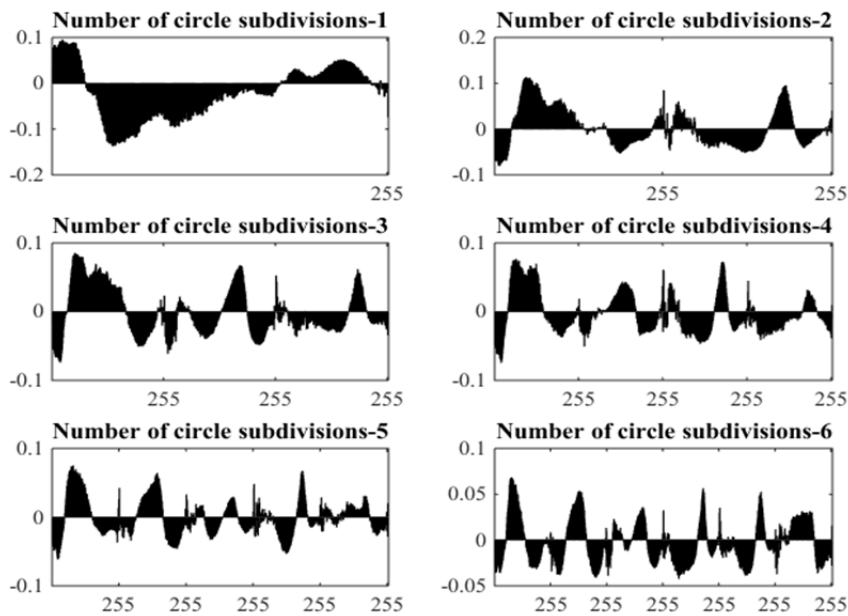 Number of circle subdivisions-1
0.1
0
-0.1
-0.2
255
Number of circle subdivisions-2
0.2
0.1
0
-0.1
255 255
Number of circle subdivisions-3
0.1
0
-0.1
255 255 255
Number of circle subdivisions-4
0.1
0
-0.1
255 255 255 255
Number of circle subdivisions-5
0.1
0
-0.1
255 255 255 255 255
Number of circle subdivisions-6
0.1
0.05
0
-0.05
255 255 255 255 255 255